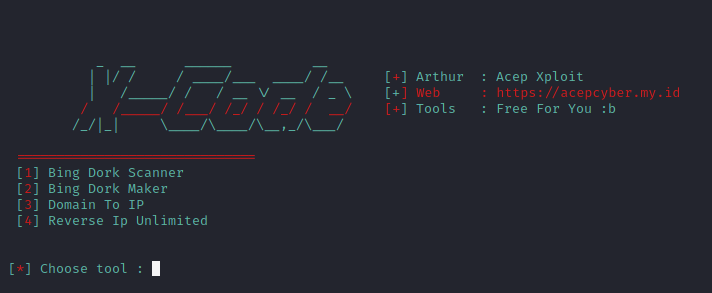 X-Code
[+] Arthur  : Acep Xploit
[+] Web     : https://acepcyber.my.id
[+] Tools   : Free For You :b
[1] Bing Dork Scanner
[2] Bing Dork Maker
[3] Domain To IP
[4] Reverse Ip Unlimited
[*] Choose tool :